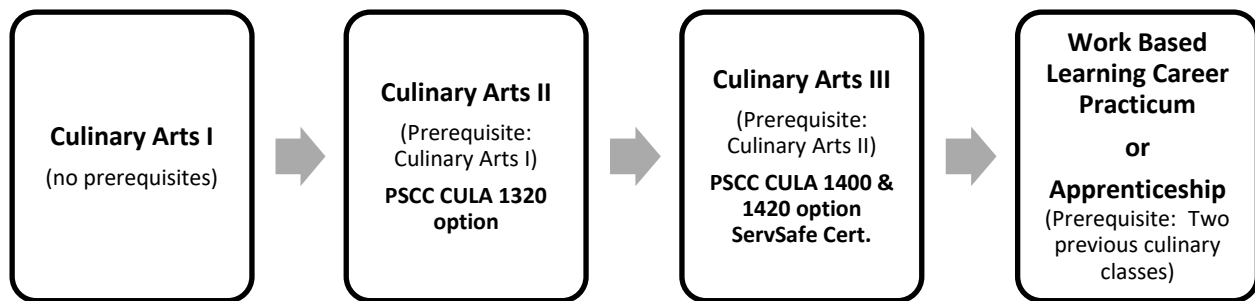 Culinary Arts I
(no prerequisites)
Culinary Arts II
(Prerequisite:
Culinary Arts I)
PSCC CULA 1320
option
Culinary Arts III
(Prerequisite:
Culinary Arts II)
PSCC CULA 1400 &
1420 option
ServSafe Cert.
Work Based
Learning Career
Practicum
or
Apprenticeship
(Prerequisite:  Two
previous culinary
classes)